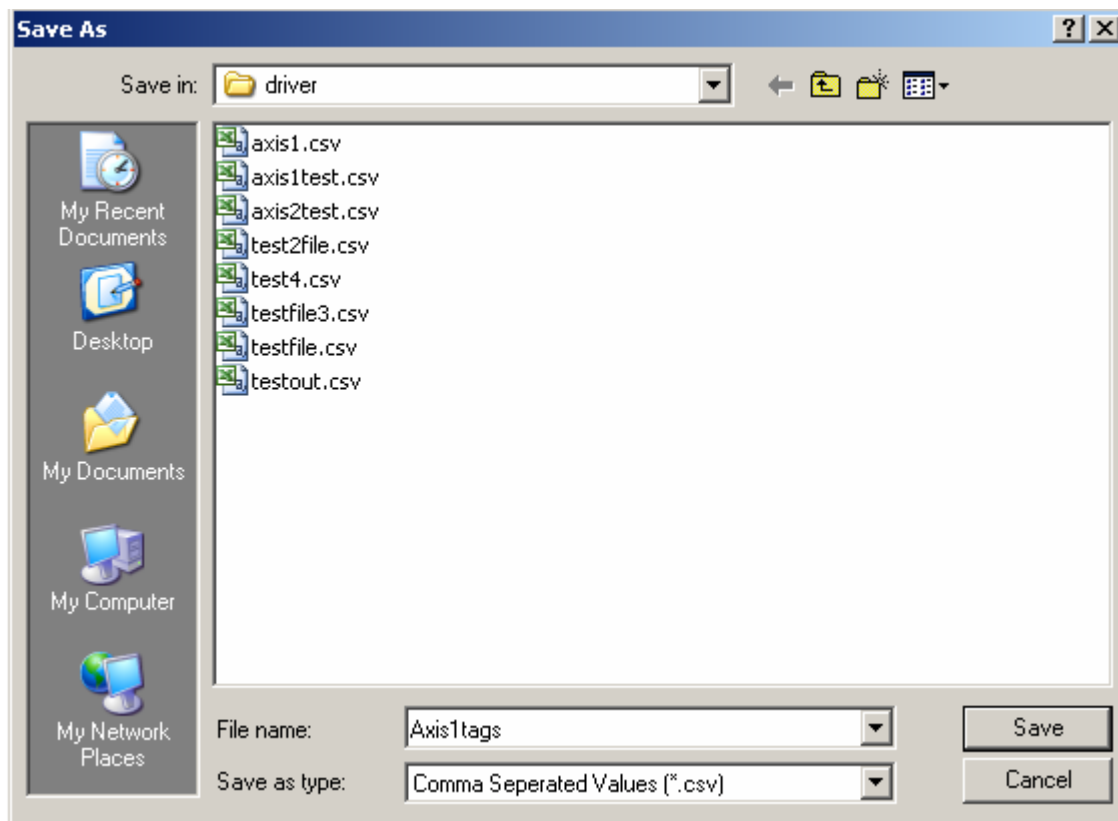 Save As
Save in: driver
axis1.csv
axis1test.csv
axis2test.csv
test2file.csv
test4.csv
testfile3.csv
testfile.csv
testout.csv
My Recent
Documents
Desktop
My Documents
My Computer
My Network
Places
File name: Axis1tags Save
Save as type: Comma Seperated Values (*.csv) Cancel